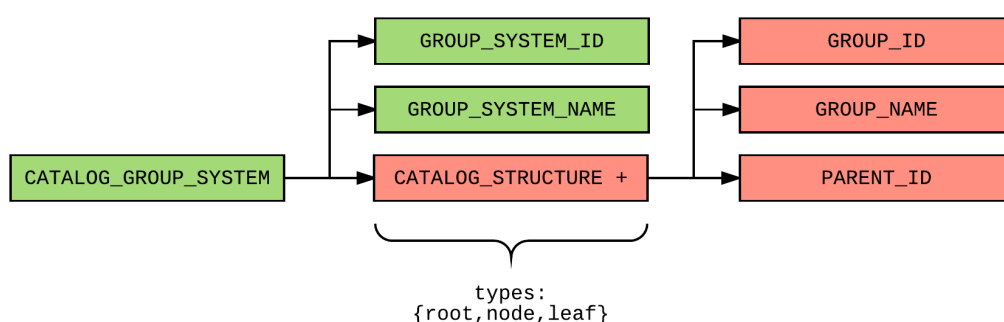 GROUP_SYSTEM_ID
GROUP_ID
GROUP_SYSTEM_NAME
GROUP_NAME
CATALOG_GROUP_SYSTEM
CATALOG_STRUCTURE +
PARENT_ID
types:
{root,node,leaf}